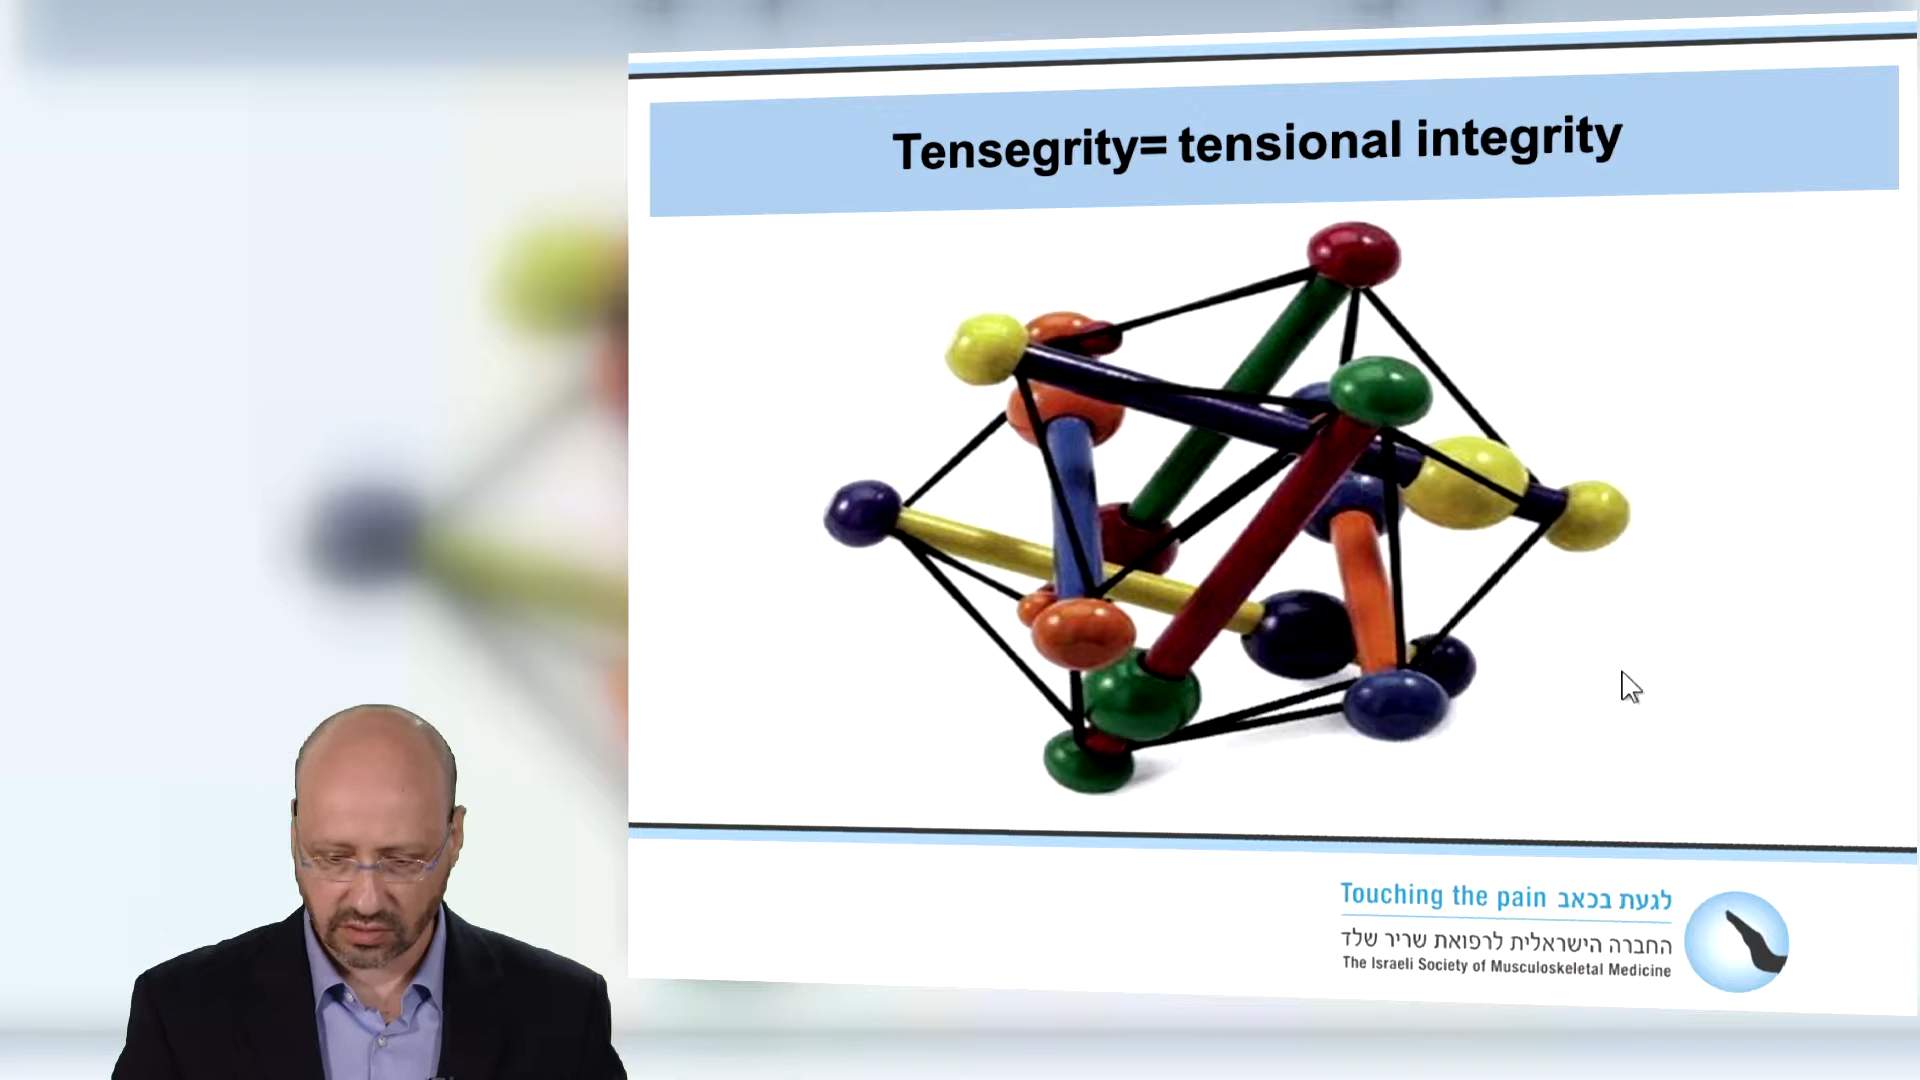 Tensegrity= tensional integrity
Touching the pain לגעת בכאב
החברה הישראלית לרפואת שריר שלד
The Israeli Society of Musculoskeletal Medicine